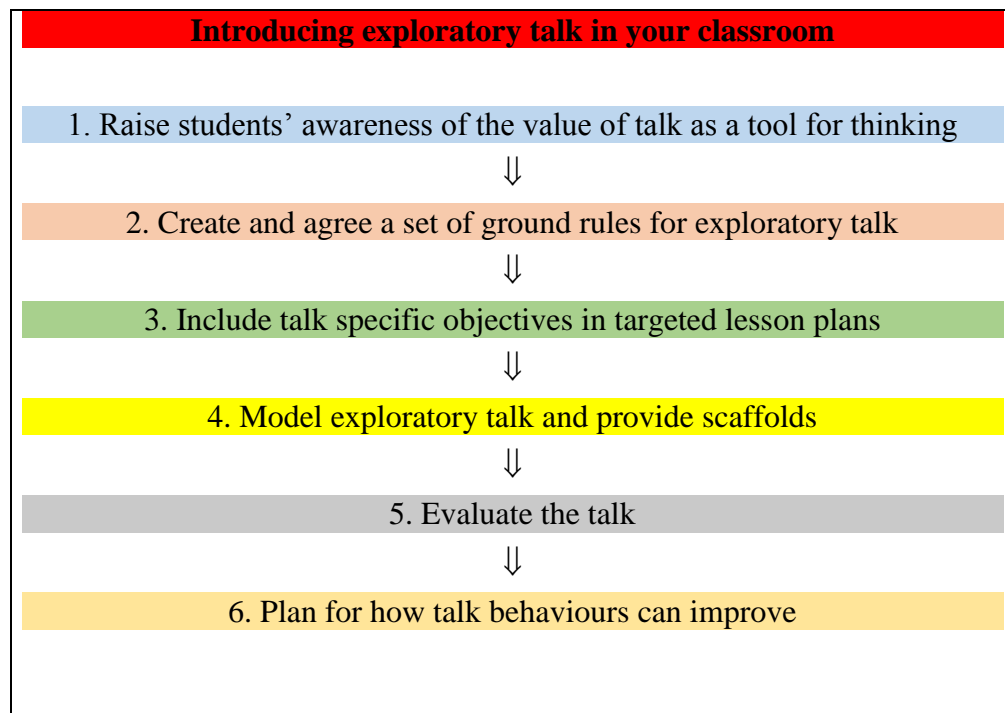 Introducing exploratory talk in your classroom
1. Raise students’ awareness of the value of talk as a tool for thinking
⇓
2. Create and agree a set of ground rules for exploratory talk
⇓
3. Include talk specific objectives in targeted lesson plans
⇓
4. Model exploratory talk and provide scaffolds
⇓
5. Evaluate the talk
⇓
6. Plan for how talk behaviours can improve